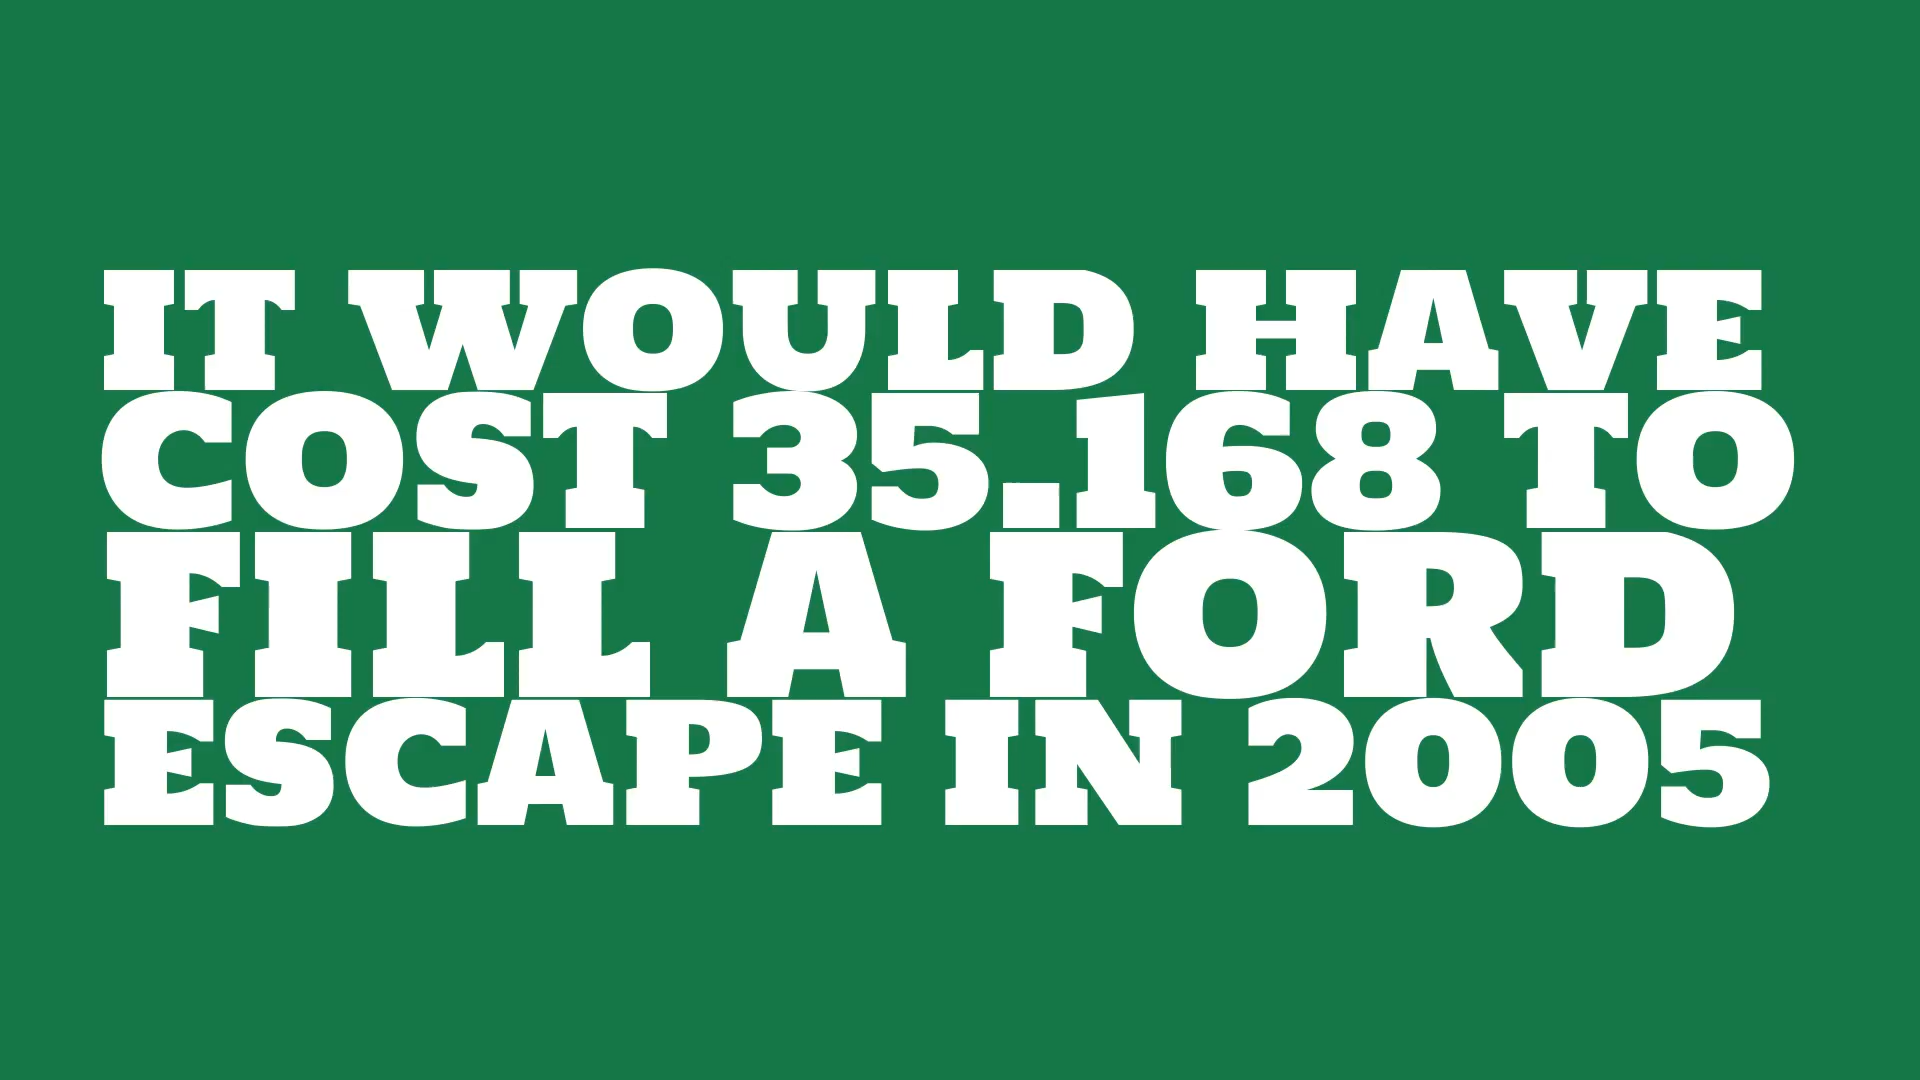 IT WOULD HAVE
COST 35.168 TO
FILL A FORD
ESCAPE IN 2005